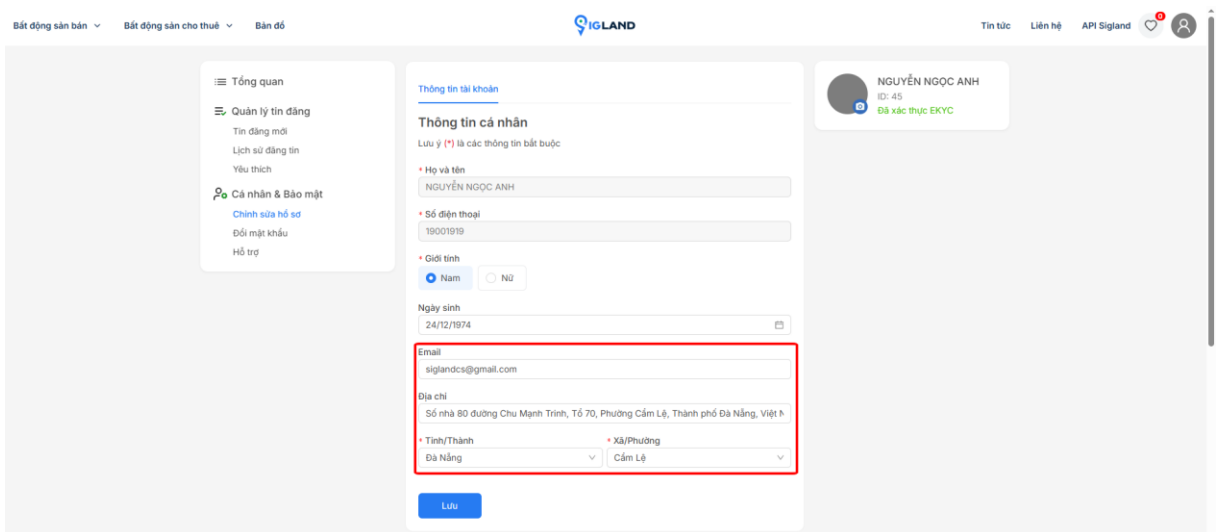 Bất động sản bán
Bất động sản cho thuê
Bản đồ
SIGLAND
Tin tức
Liên hệ
API Sigland
0
Tổng quan
Quản lý tin đăng
Tin đăng mới
Lịch sử đăng tin
Yêu thích
Cá nhân & Bảo mật
Chỉnh sửa hồ sơ
Đổi mật khẩu
Hỗ trợ
Thông tin tài khoản
Thông tin cá nhân
Lưu ý (*) là các thông tin bắt buộc
* Họ và tên
NGUYỄN NGỌC ANH
* Số điện thoại
19001919
* Giới tính
Nam
Nữ
Ngày sinh
24/12/1974
Email
siglandcs@gmail.com
Địa chỉ
Số nhà 80 đường Chu Mạnh Trinh, Tổ 70, Phường Cẩm Lệ, Thành phố Đà Nẵng, Việt N
* Tỉnh/Thành
* Xã/Phường
Đà Nẵng
Cẩm Lệ
Lưu
NGUYỄN NGỌC ANH
ID: 45
Đã xác thực EKYC